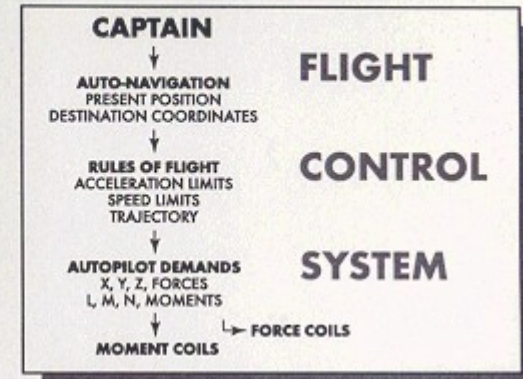 CAPTAIN
AUTO-NAVIGATION
PRESENT POSITION
DESTINATION COORDINATES
RULES OF FLIGHT
ACCELERATION LIMITS
SPEED LIMITS
TRAJECTORY
AUTOPILOT DEMANDS
X, Y, Z, FORCES
L, M, N, MOMENTS
FORCE COILS
MOMENT COILS
FLIGHT
CONTROL
SYSTEM